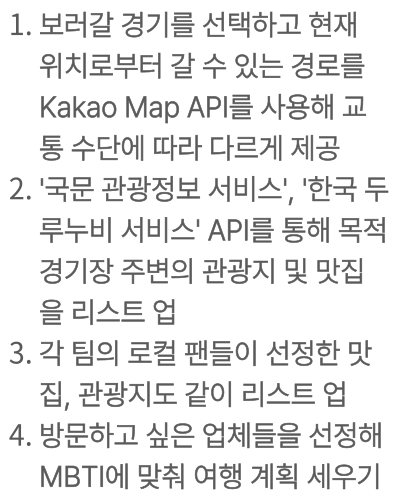 1. 보러갈 경기를 선택하고 현재
위치로부터 갈 수 있는 경로를
Kakao Map API를 사용해 교
통 수단에 따라 다르게 제공
2. '국문 관광정보 서비스', '한국 두
루누비 서비스' API를 통해 목적
경기장 주변의 관광지 및 맛집
을 리스트 업
3. 각 팀의 로컬 팬들이 선정한 맛
집, 관광지도 같이 리스트 업
4. 방문하고 싶은 업체들을 선정해
MBTI에 맞춰 여행 계획 세우기